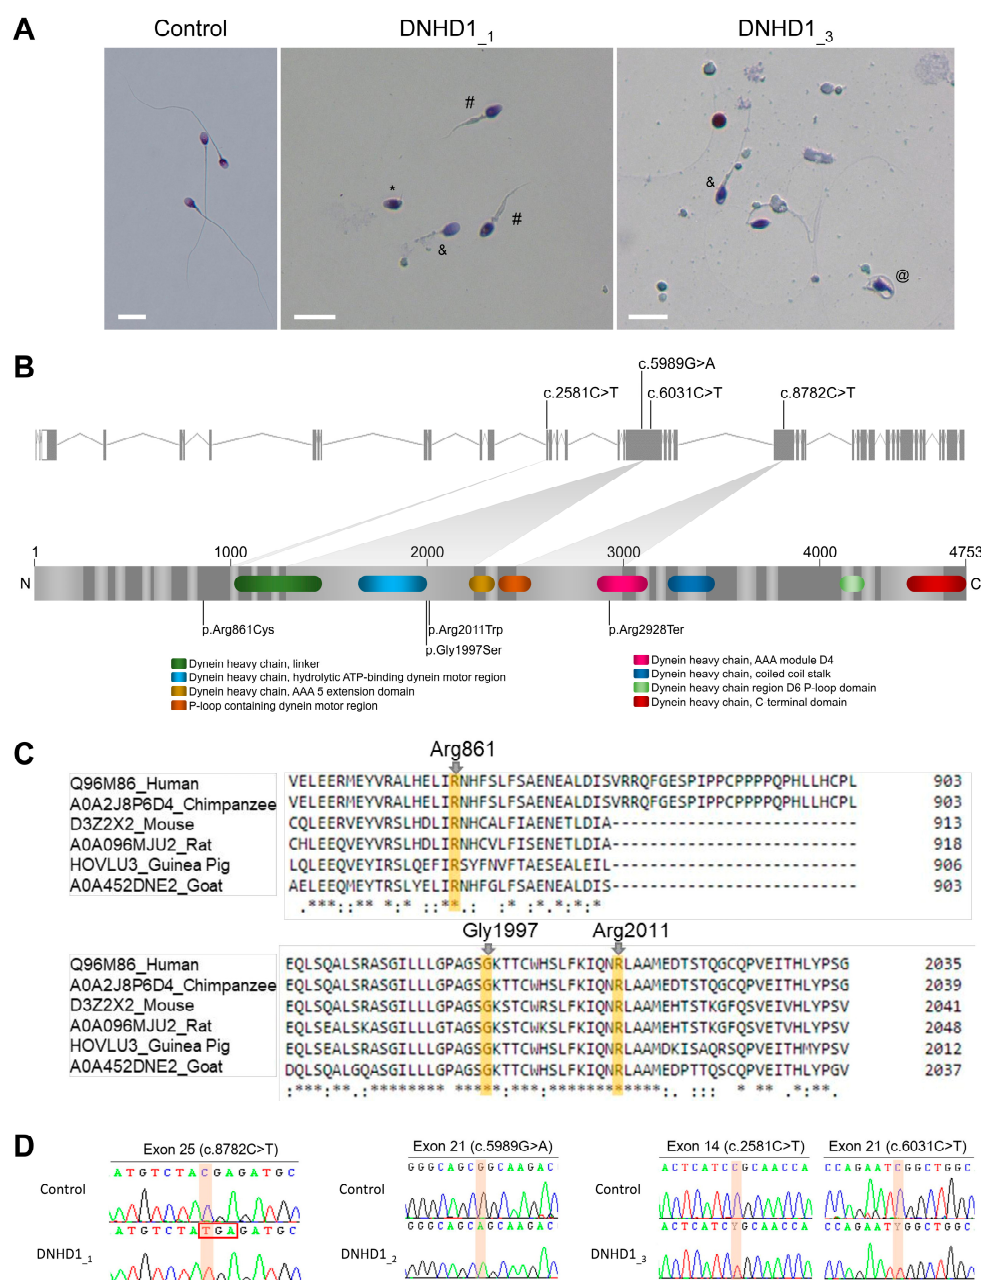 A
Control
DNHD1_1
DNHD1_3
#
*
#
&
&
@
B
c.5989G>A
c.2581C>T
c.6031C>T
c.8782C>T
1
1000
2000
3000
4000
4753
N
C
p.Arg861Cys
p.Arg2011Trp
p.Arg2928Ter
p.Gly1997Ser
Dynein heavy chain, linker
Dynein heavy chain, hydrolytic ATP-binding dynein motor region
Dynein heavy chain, AAA 5 extension domain
P-loop containing dynein motor region
Dynein heavy chain, AAA module D4
Dynein heavy chain, coiled coil stalk
Dynein heavy chain region D6 P-loop domain
Dynein heavy chain, C terminal domain
C
Arg861
Q96M86_Human VELEERMEYVRALHELIRNHFSLFSAENEALDISVRRQFGESPIPPCPPPPQPHLLHCPL 903
A0A2J8P6D4_Chimpanzee VELEERMEYVRALHELIRNHFSLFSAENEALDISVRRQFGESPIPPCPPPPQPHLLHCPL 903
D3Z2X2_Mouse CQLEERVEYVRSLHDLIRNHCALFIAENETLDIA-------------------------- 913
A0A096MJU2_Rat CHLEERVEYVRSLHDLIRNHCVLFIAENETLDIA-------------------------- 918
HOVLU3_Guinea Pig LQLEEQVEYIRSLQEFIRSYFNVFTAESEALEIL-------------------------- 906
A0A452DNE2_Goat AELEEQMEYTRSLYELIRNHFGLFSAENEALDIS-------------------------- 903
.***::** *:* ::**.: :* **.*:*:
Gly1997
Arg2011
Q96M86_Human EQLSQALSRASGILLLGPAGSGKTTCWHSLFKIQNRLAAMEDTSTQGCQPVEITHLYPSG 2035
A0A2J8P6D4_Chimpanzee EQLSQALSRASGILLLGPAGSGKTTCWHSLFKIQNRLAAMEDTSTQGCQPVEITHLYPSG 2039
D3Z2X2_Mouse EQLSRALSRASGILLLGPAGSGKTTCWKSLFKIQNRLAAMEHTSTKGFQSVEIVHLYPSV 2041
A0A096MJU2_Rat EQLSEALSKASGILLLGTAGSGKSTCWRSLFKIQNRLAAMEHTSTKGFQSVETVHLYPSV 2048
HOVLU3_Guinea Pig EQLSEALSRASGILLLGPAGSGKTTCWHSLFKIQNRLAAMDKISAQRSQPVEITHMYPSV 2012
A0A452DNE2_Goat DQLSQALGQASGILLLGPAGSGKTTCWHSLFKIQNRLAAMEDPTTQSCQPVEITHLYPGV 2037
D
Exon 25 (c.8782C>T)
Exon 21 (c.5989G>A)
Exon 14 (c.2581C>T)
Exon 21 (c.6031C>T)
ATGTCTACGAGATGC
GGGCAGCGGCAAGAC
ACTCATCCGCAACCA
CCAGAATCGGCTGGC
Control
Control
Control
ATGTCTATGAGATGC
GGGCAGCAGCAAGAC
ACTCATCYGCAACCA
CCAGAATYGGCTGGC
DNHD1_1
DNHD1_2
DNHD1_3